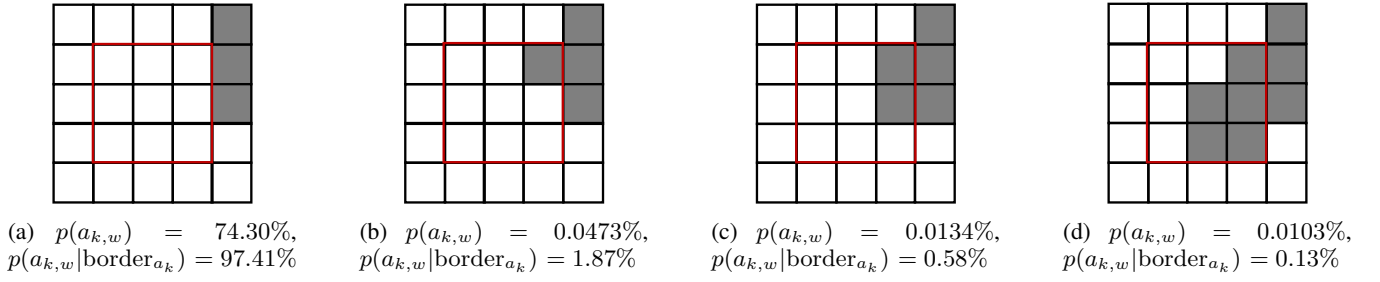 (a) p(a_{k,w}) = 74.30%,
p(a_{k,w}|border_{a_k}) = 97.41%
(b) p(a_{k,w}) = 0.0473%,
p(a_{k,w}|border_{a_k}) = 1.87%
(c) p(a_{k,w}) = 0.0134%,
p(a_{k,w}|border_{a_k}) = 0.58%
(d) p(a_{k,w}) = 0.0103%,
p(a_{k,w}|border_{a_k}) = 0.13%